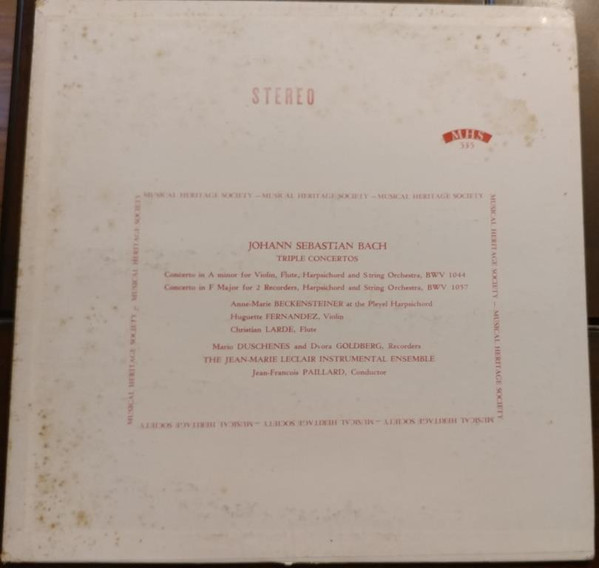 STEREO
MHS
535
MUSICAL HERITAGE SOCIETY – MUSICAL HERITAGE SOCIETY – MUSICAL HERITAGE SOCIETY
MUSICAL HERITAGE SOCIETY – MUSICAL HERITAGE SOCIETY
MUSICAL HERITAGE SOCIETY – MUSICAL HERITAGE SOCIETY
JOHANN SEBASTIAN BACH
TRIPLE CONCERTOS
Concerto in A minor for Violin, Flute, Harpsichord and String Orchestra, BWV 1044
Concerto in F Major for 2 Recorders, Harpsichord and String Orchestra, BWV 1057
Anne-Marie BECKENSTEINER at the Pleyel Harpsichord
Huguette FERNANDEZ, Violin
Christian LARDE, Flute
Mario DUSCHENES and Dvora GOLDBERG, Recorders
THE JEAN-MARIE LECLAIR INSTRUMENTAL ENSEMBLE
Jean-Francois PAILLARD, Conductor
MUSICAL HERITAGE SOCIETY – MUSICAL HERITAGE SOCIETY – MUSICAL HERITAGE SOCIETY